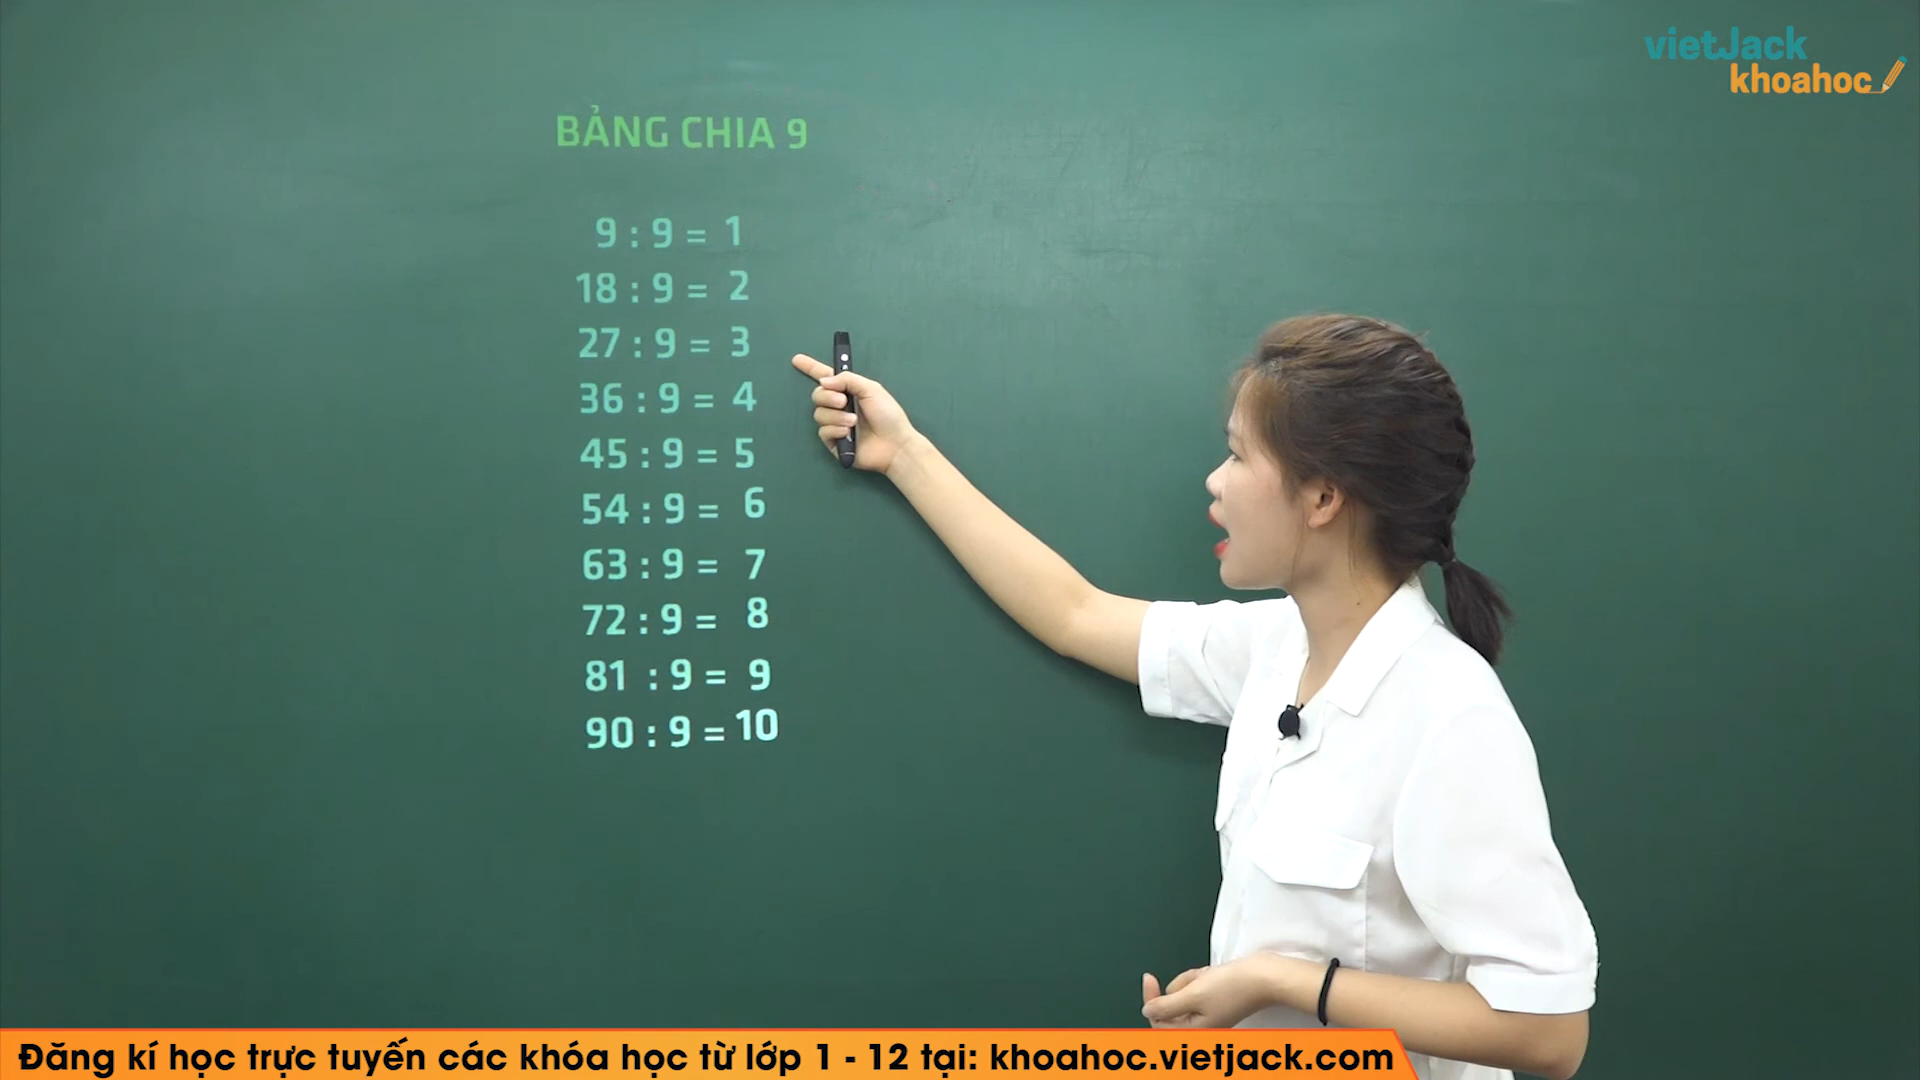 vietJack
khoahoc
BẢNG CHIA 9
9 : 9 = 1
18 : 9 = 2
27 : 9 = 3
36 : 9 = 4
45 : 9 = 5
54 : 9 = 6
63 : 9 = 7
72 : 9 = 8
81 : 9 = 9
90 : 9 = 10
Đăng kí học trực tuyến các khóa học từ lớp 1 - 12 tại: khoahoc.vietjack.com